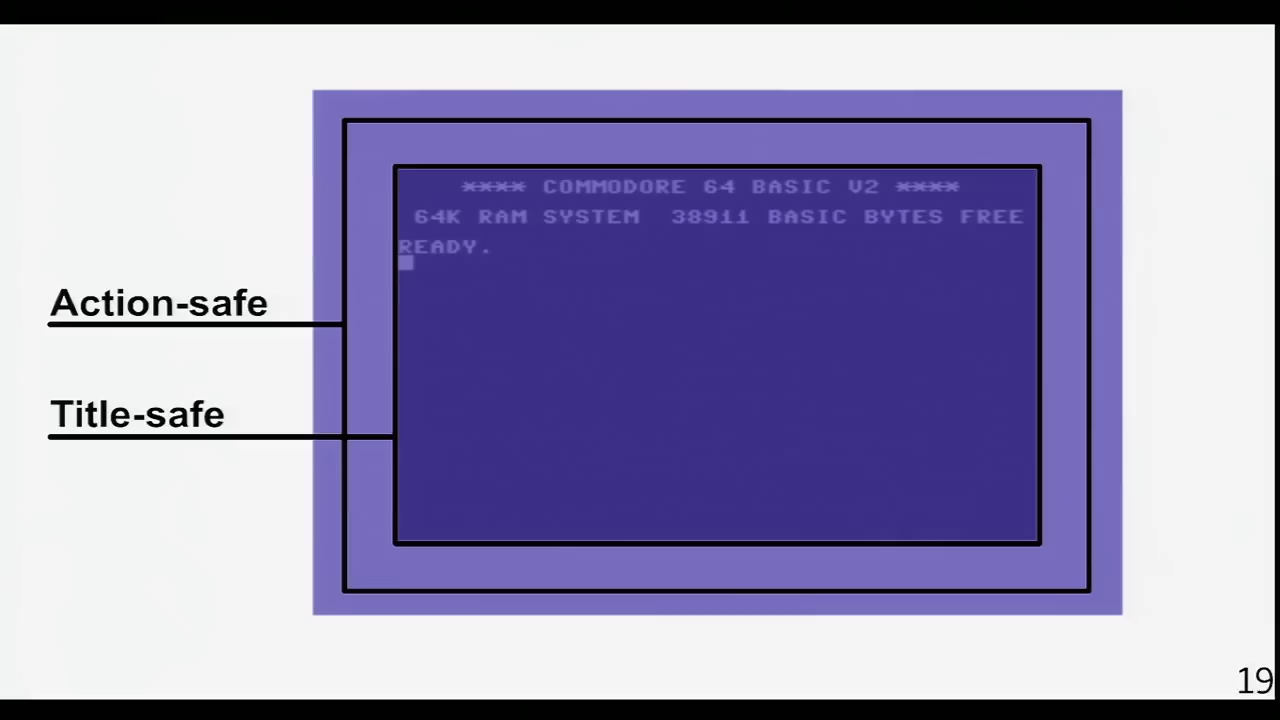 **** COMMODORE 64 BASIC V2 ****
64K RAM SYSTEM  38911 BASIC BYTES FREE
READY.
Action-safe
Title-safe
19